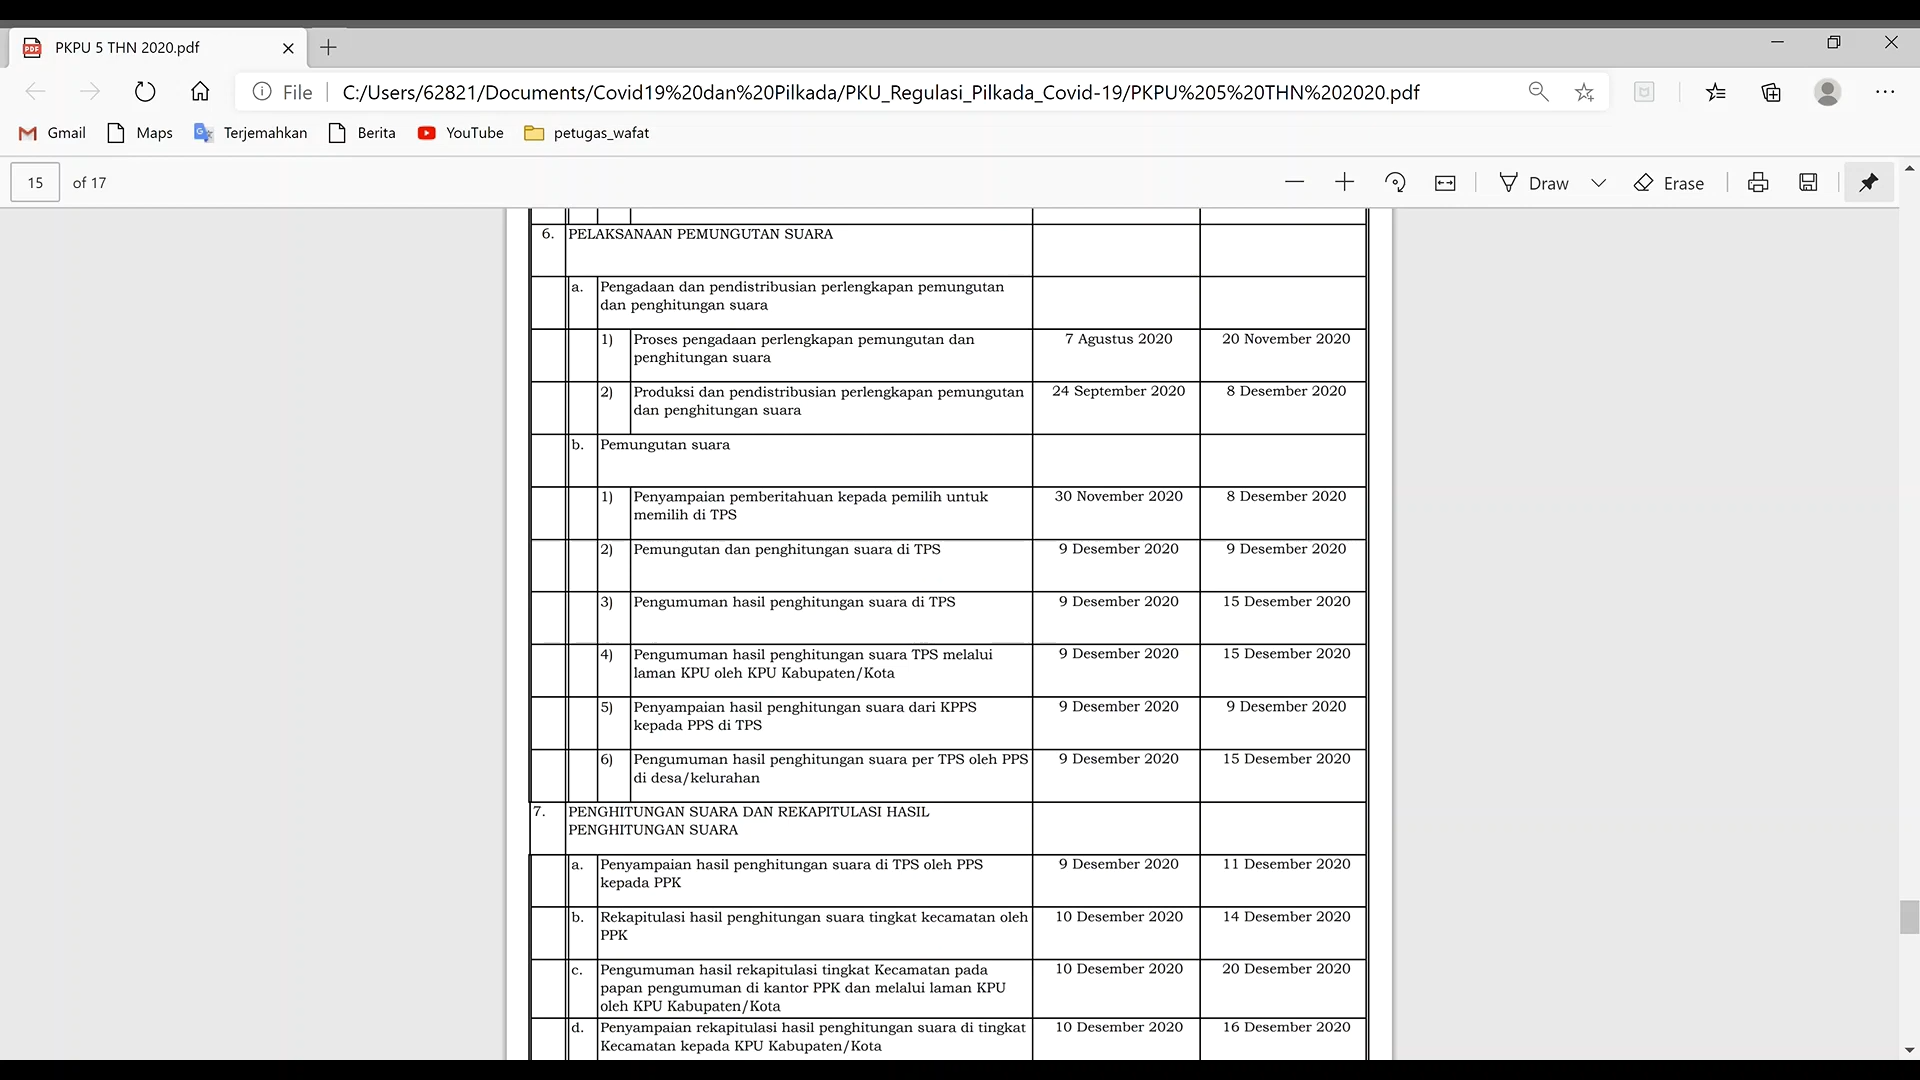 PKPU 5 THN 2020.pdf
File
C:/Users/62821/Documents/Covid19%20dan%20Pilkada/PKU_Regulasi_Pilkada_Covid-19/PKPU%205%20THN%202020.pdf
Gmail Maps Terjemahkan Berita YouTube petugas_wafat
15 of 17 Draw Erase
6. PELAKSANAAN PEMUNGUTAN SUARA
a. Pengadaan dan pendistribusian perlengkapan pemungutan
dan penghitungan suara
1) Proses pengadaan perlengkapan pemungutan dan 7 Agustus 2020 20 November 2020
penghitungan suara
2) Produksi dan pendistribusian perlengkapan pemungutan 24 September 2020 8 Desember 2020
dan penghitungan suara
b. Pemungutan suara
1) Penyampaian pemberitahuan kepada pemilih untuk 30 November 2020 8 Desember 2020
memilih di TPS
2) Pemungutan dan penghitungan suara di TPS 9 Desember 2020 9 Desember 2020
3) Pengumuman hasil penghitungan suara di TPS 9 Desember 2020 15 Desember 2020
4) Pengumuman hasil penghitungan suara TPS melalui 9 Desember 2020 15 Desember 2020
laman KPU oleh KPU Kabupaten/Kota
5) Penyampaian hasil penghitungan suara dari KPPS 9 Desember 2020 9 Desember 2020
kepada PPS di TPS
6) Pengumuman hasil penghitungan suara per TPS oleh PPS 9 Desember 2020 15 Desember 2020
di desa/kelurahan
7. PENGHITUNGAN SUARA DAN REKAPITULASI HASIL
PENGHITUNGAN SUARA
a. Penyampaian hasil penghitungan suara di TPS oleh PPS 9 Desember 2020 11 Desember 2020
kepada PPK
b. Rekapitulasi hasil penghitungan suara tingkat kecamatan oleh 10 Desember 2020 14 Desember 2020
PPK
c. Pengumuman hasil rekapitulasi tingkat Kecamatan pada 10 Desember 2020 20 Desember 2020
papan pengumuman di kantor PPK dan melalui laman KPU
oleh KPU Kabupaten/Kota
d. Penyampaian rekapitulasi hasil penghitungan suara di tingkat 10 Desember 2020 16 Desember 2020
Kecamatan kepada KPU Kabupaten/Kota